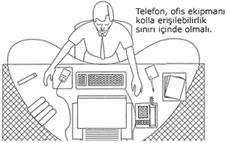 Telefon, ofis ekipmanı
kolla erişilebilirlik
sınırı içinde olmalı.